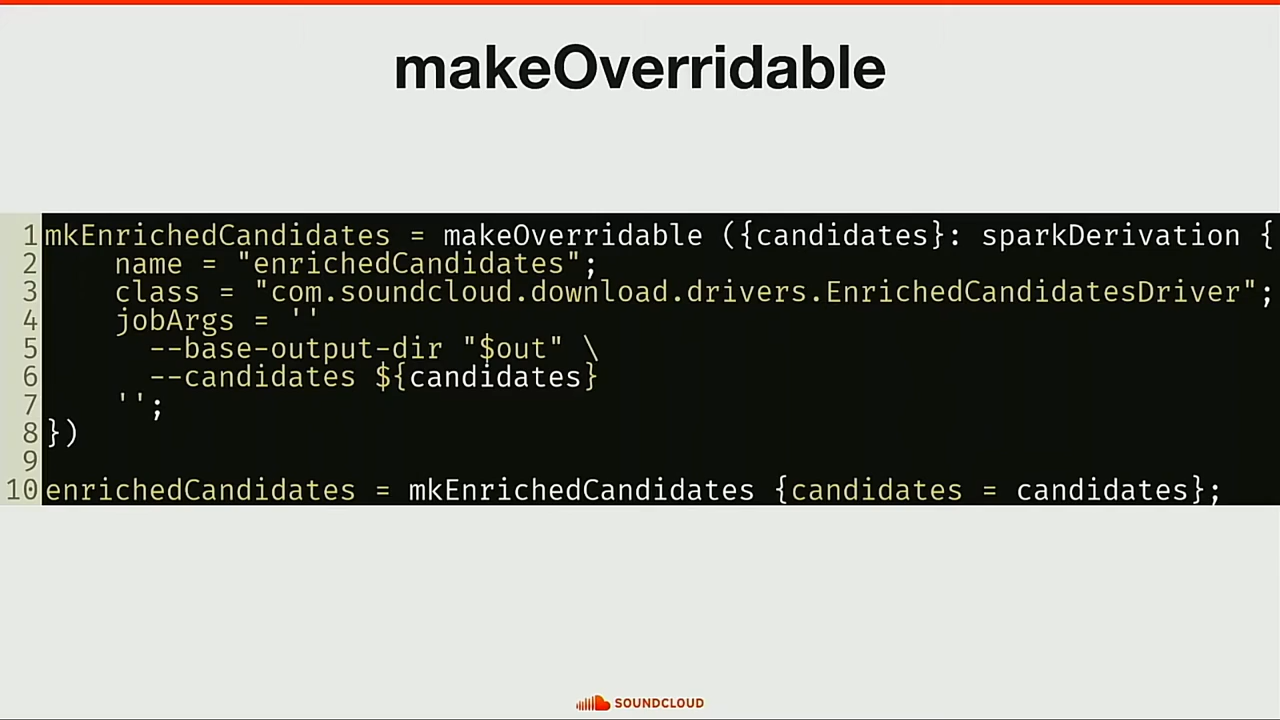 makeOverridable
1 mkEnrichedCandidates = makeOverridable ({candidates}: sparkDerivation {
2     name = "enrichedCandidates";
3     class = "com.soundcloud.download.drivers.EnrichedCandidatesDriver";
4     jobArgs = ''
5       --base-output-dir "$out" \
6       --candidates ${candidates}
7     '';
8 })
9
10 enrichedCandidates = mkEnrichedCandidates {candidates = candidates};
SOUNDCLOUD